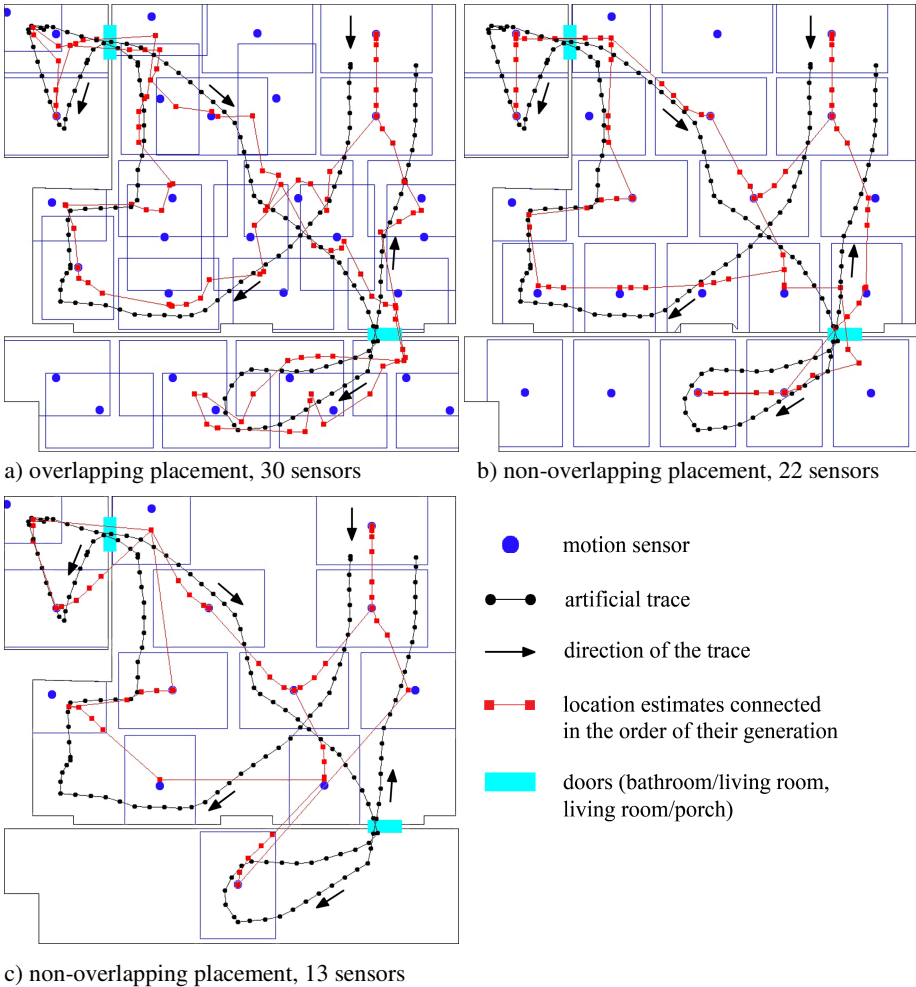 a) overlapping placement, 30 sensors
b) non-overlapping placement, 22 sensors
motion sensor
artificial trace
direction of the trace
location estimates connected
in the order of their generation
doors (bathroom/living room,
living room/porch)
c) non-overlapping placement, 13 sensors